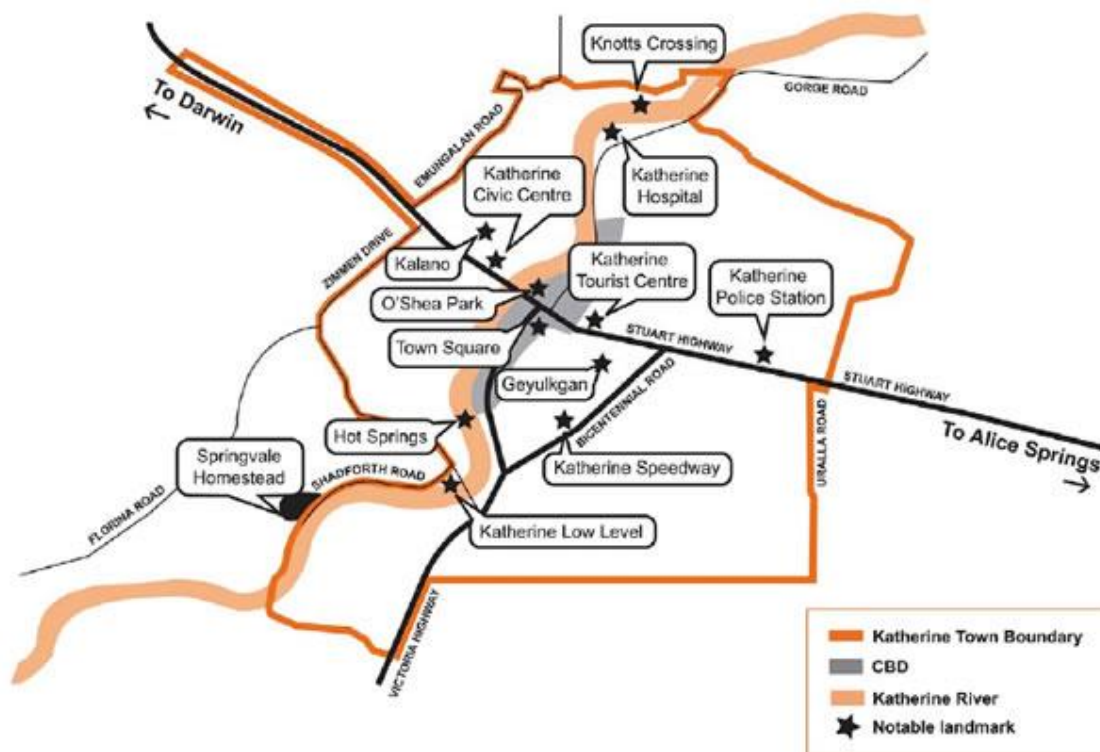 Knotts Crossing
To Darwin
GORGE ROAD
EMUNGALAN ROAD
Katherine
Civic Centre
Katherine
Hospital
ZIMMEN DRIVE
Kalano
Katherine
Tourist Centre
Katherine
Police Station
O'Shea Park
Town Square
STUART HIGHWAY
Geyulkgan
STUART HIGHWAY
BICENTENNIAL ROAD
URALLA ROAD
To Alice Springs
Hot Springs
Springvale
Homestead
SHADFORTH ROAD
Katherine Speedway
FLORINA ROAD
Katherine Low Level
VICTORIA HIGHWAY
Katherine Town Boundary
CBD
Katherine River
Notable landmark